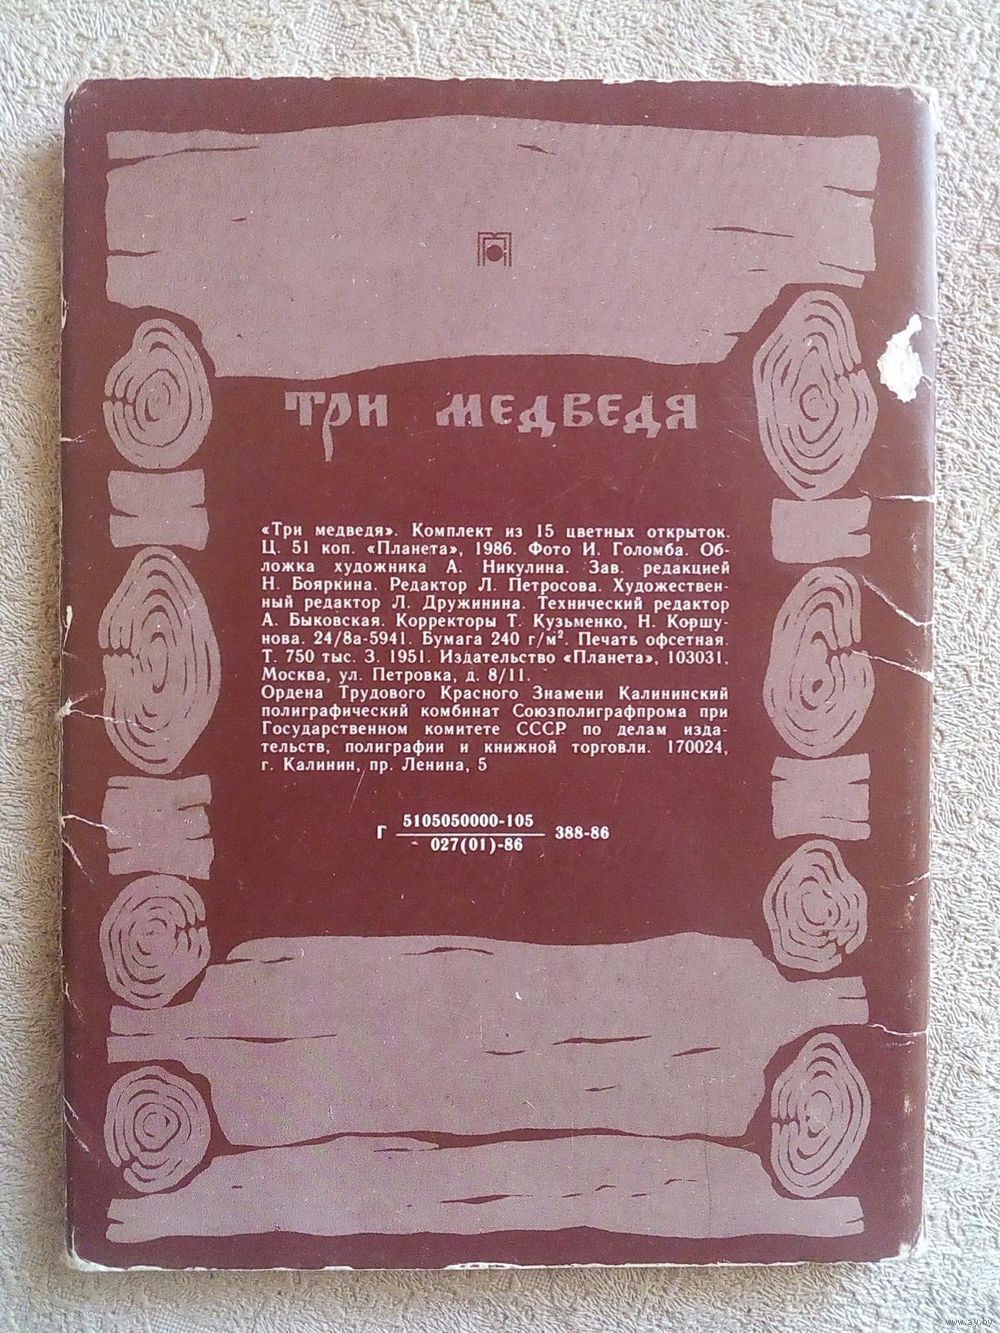 ТРИ МЕДВЕДЯ
«Три медведя». Комплект из 15 цветных открыток.
Ц. 51 коп. «Планета», 1986. Фото И. Голомба. Об-
ложка художника А. Никулина. Зав. редакцией
Н. Бояркина. Редактор Л. Петросова. Художествен-
ный редактор Л. Дружинина. Технический редактор
А. Быковская. Корректоры Т. Кузьменко, Н. Коршу-
нова. 24/8а-5941. Бумага 240 г/м². Печать офсетная.
Т. 750 тыс. З. 1951. Издательство «Планета», 103031.
Москва, ул. Петровка, д. 8/11.
Ордена Трудового Красного Знамени Калининский
полиграфический комбинат Союзполиграфпрома при
Государственном комитете СССР по делам изда-
тельств, полиграфии и книжной торговли. 170024,
г. Калинин, пр. Ленина, 5
5105050000-105
Г 388-86
027(01)-86
www.ay.by